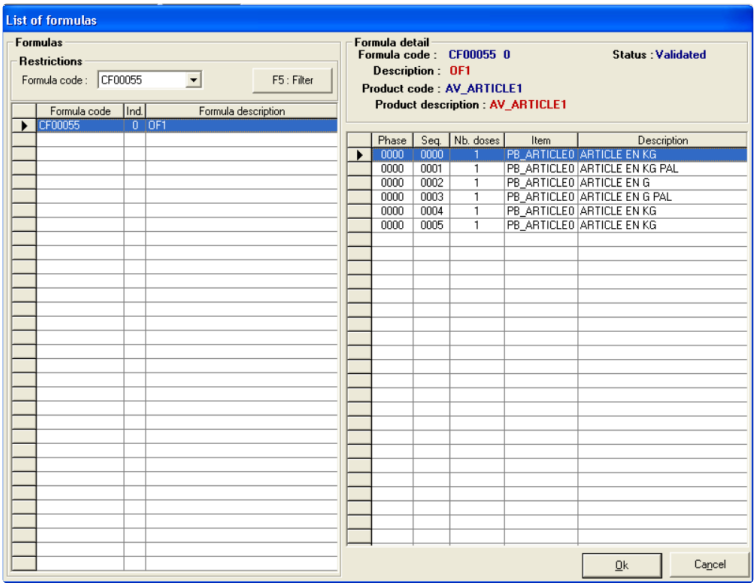 List of formulas
Formulas
Restrictions
Formula code : CF00055 F5 : Filter
Formula code Ind. Formula description
CF00055 0 OF1
Formula detail
Formula code : CF00055 0 Status : Validated
Description : OF1
Product code : AV_ARTICLE1
Product description : AV_ARTICLE1
Phase Seq. Nb. doses Item Description
0000 0000 1 PB_ARTICLE0 ARTICLE EN KG
0000 0001 1 PB_ARTICLE0 ARTICLE EN KG PAL
0000 0002 1 PB_ARTICLE0 ARTICLE EN G
0000 0003 1 PB_ARTICLE0 ARTICLE EN G PAL
0000 0004 1 PB_ARTICLE0 ARTICLE EN KG
0000 0005 1 PB_ARTICLE0 ARTICLE EN KG
Ok Cancel